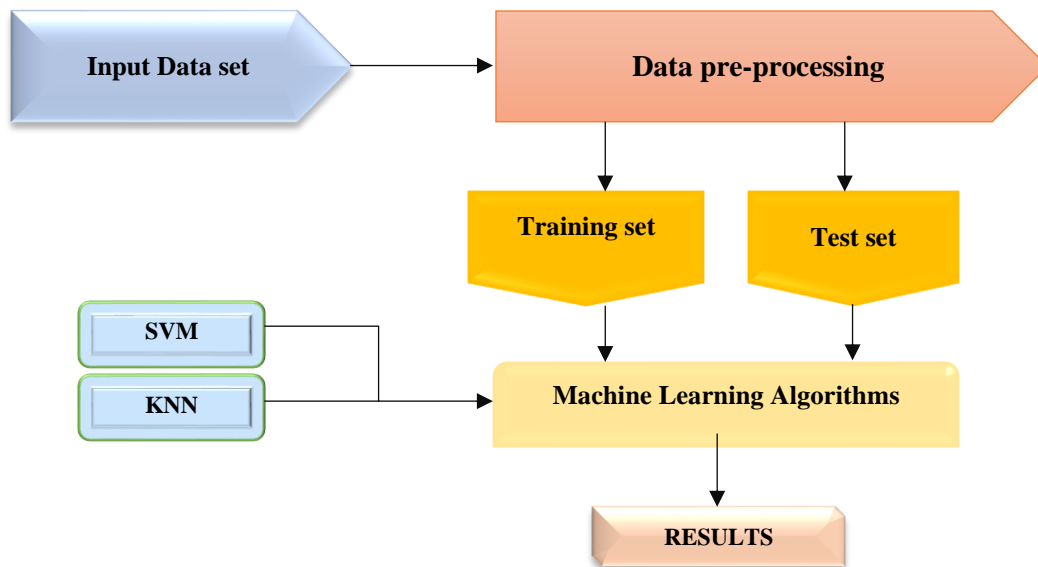 Input Data set
Data pre-processing
Training set
Test set
SVM
KNN
Machine Learning Algorithms
RESULTS